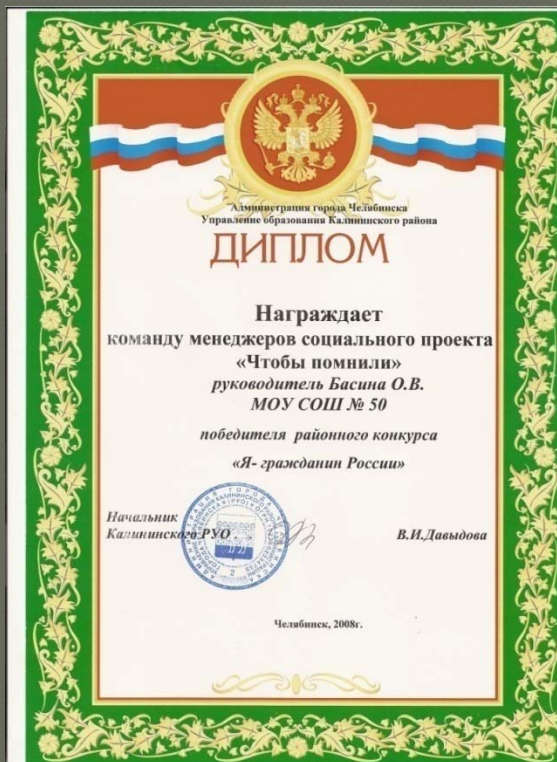 Администрация города Челябинска
Управление образования Калининского района
ДИПЛОМ
Награждает
команду менеджеров социального проекта
«Чтобы помнили»
руководитель Басина О.В.
МОУ СОШ № 50
победителя районного конкурса
«Я- гражданин России»
Начальник
Калининского РУО
В.И.Давыдова
Челябинск, 2008г.